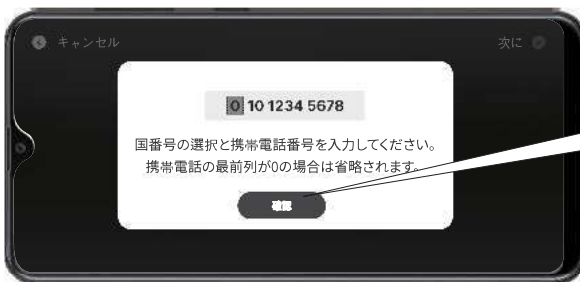 キャンセル
次に
0 10 1234 5678
国番号の選択と携帯電話番号を入力してください。
携帯電話の最前列が0の場合は省略されます。
確認